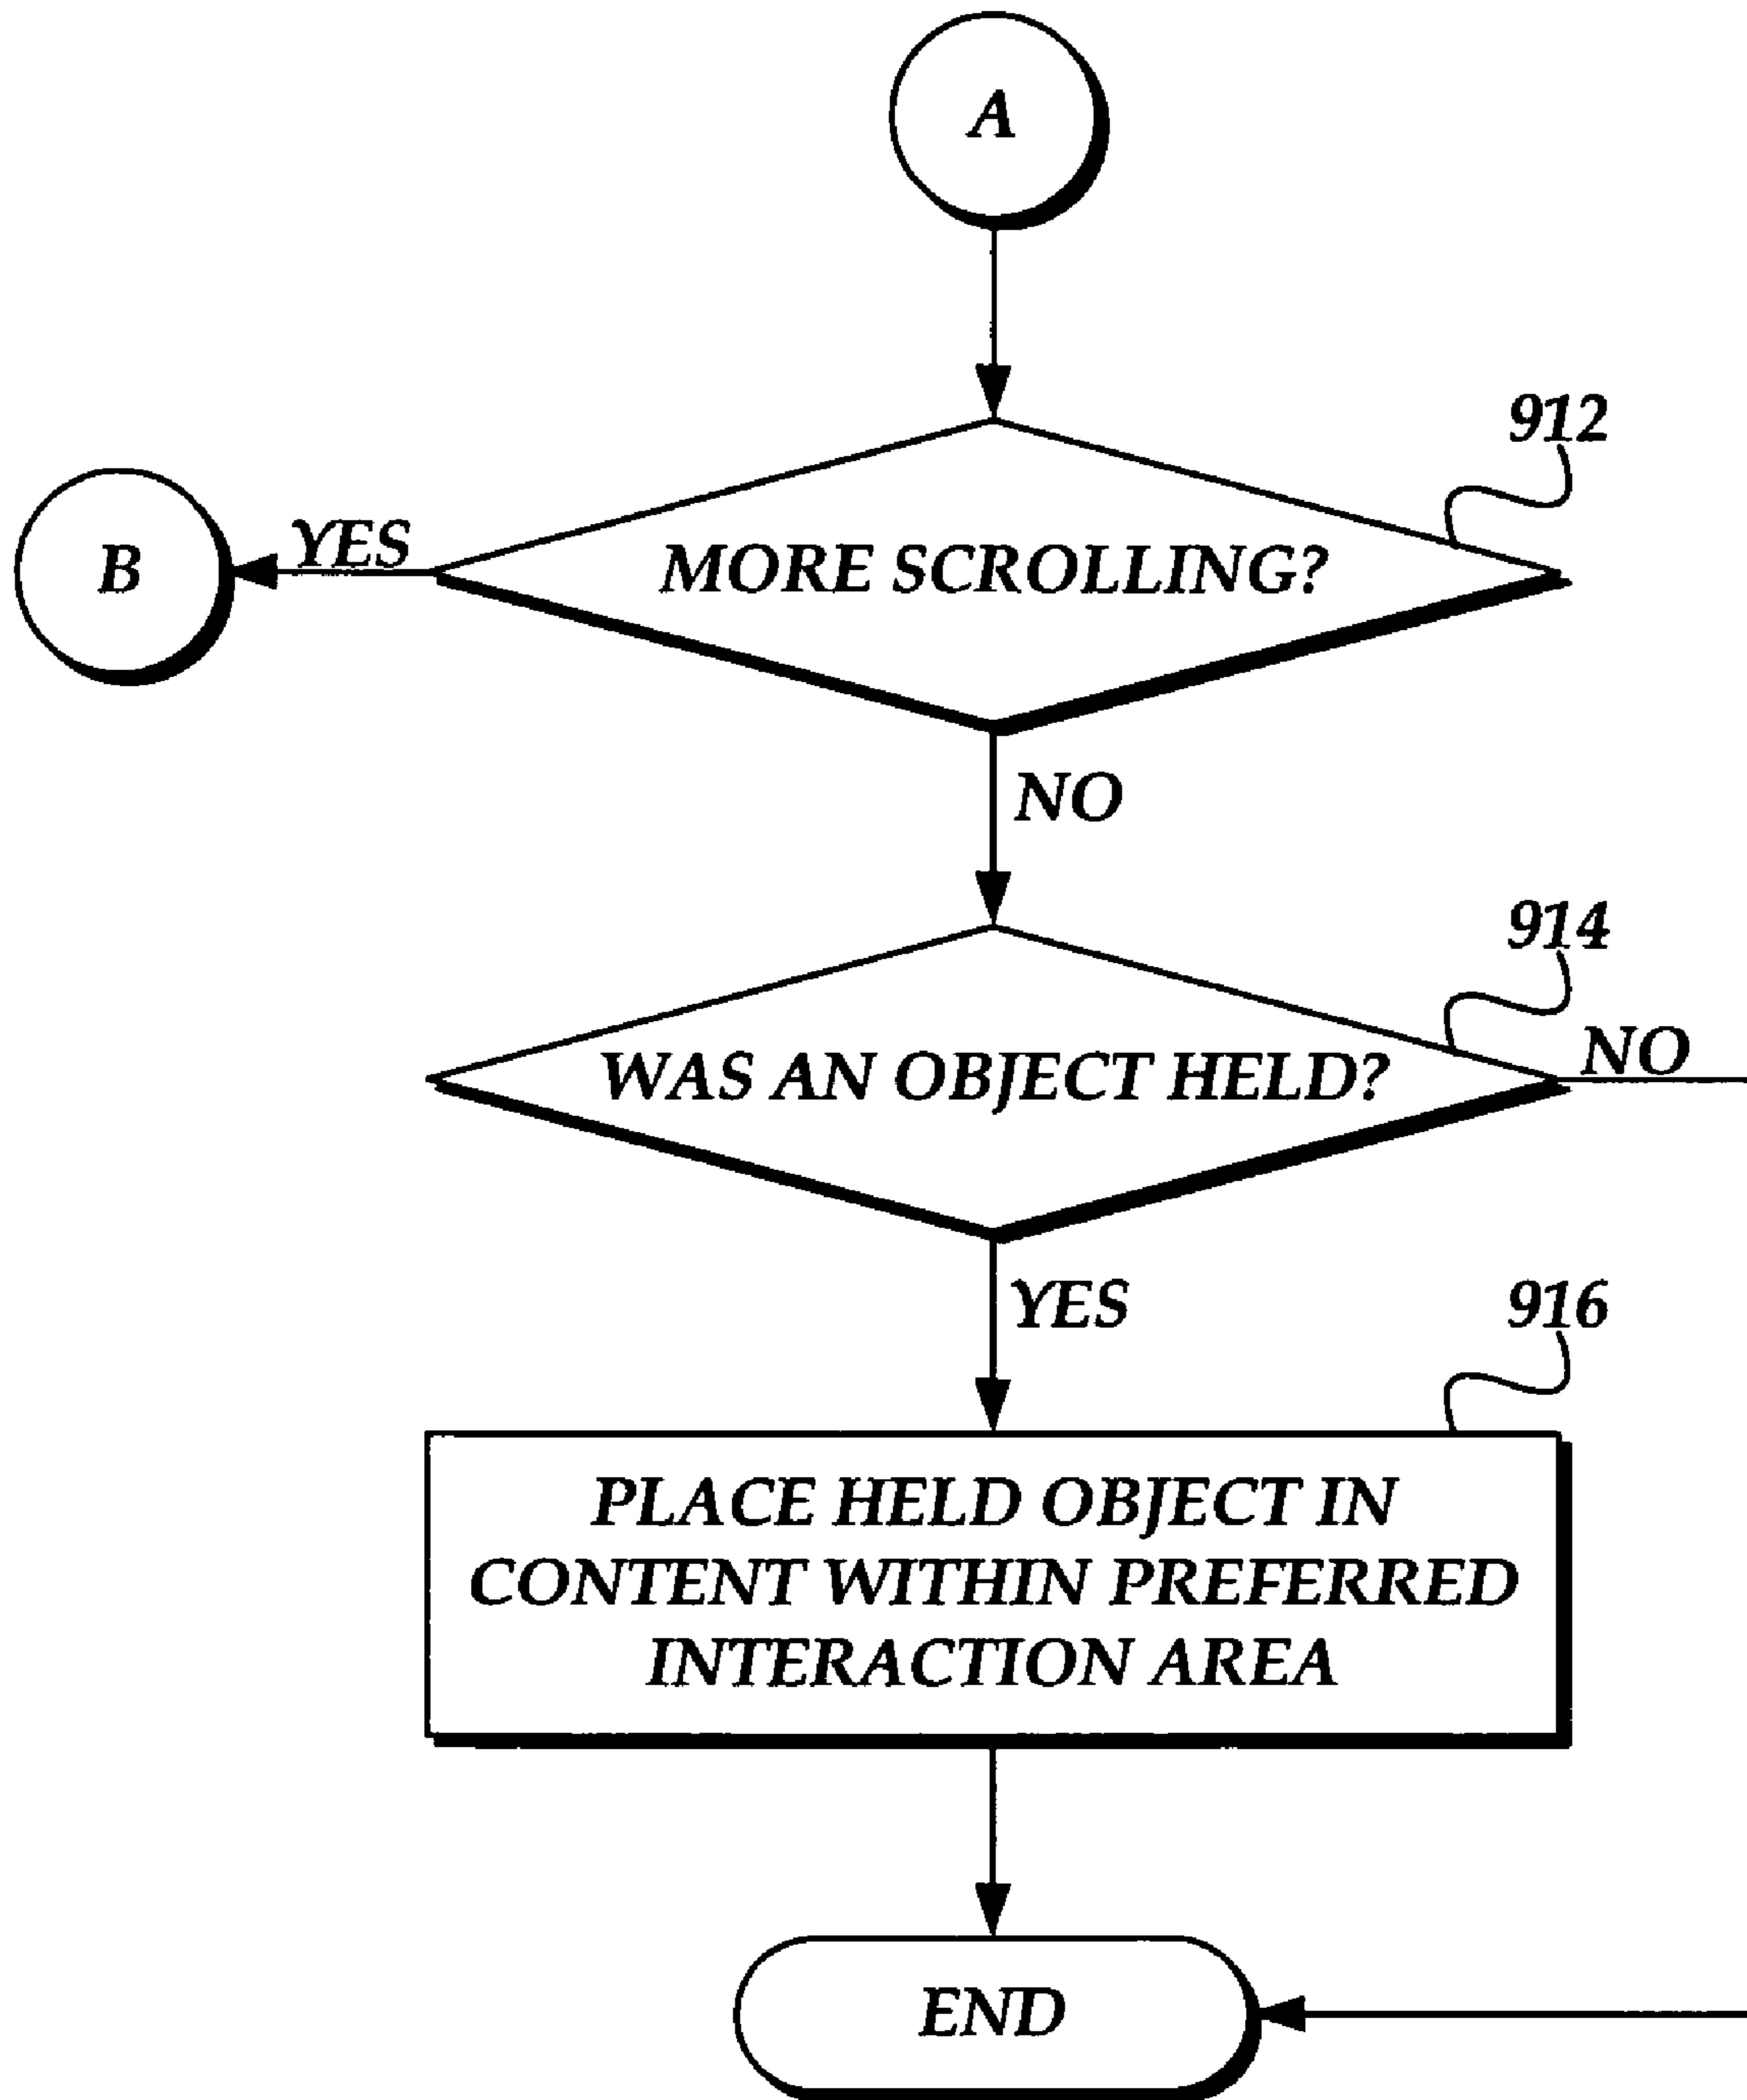 A
912
B
YES
MORE SCROLLING?
NO
914
WAS AN OBJECT HELD?
NO
YES
916
PLACE HELD OBJECT IN
CONTENT WITHIN PREFERRED
INTERACTION AREA
END